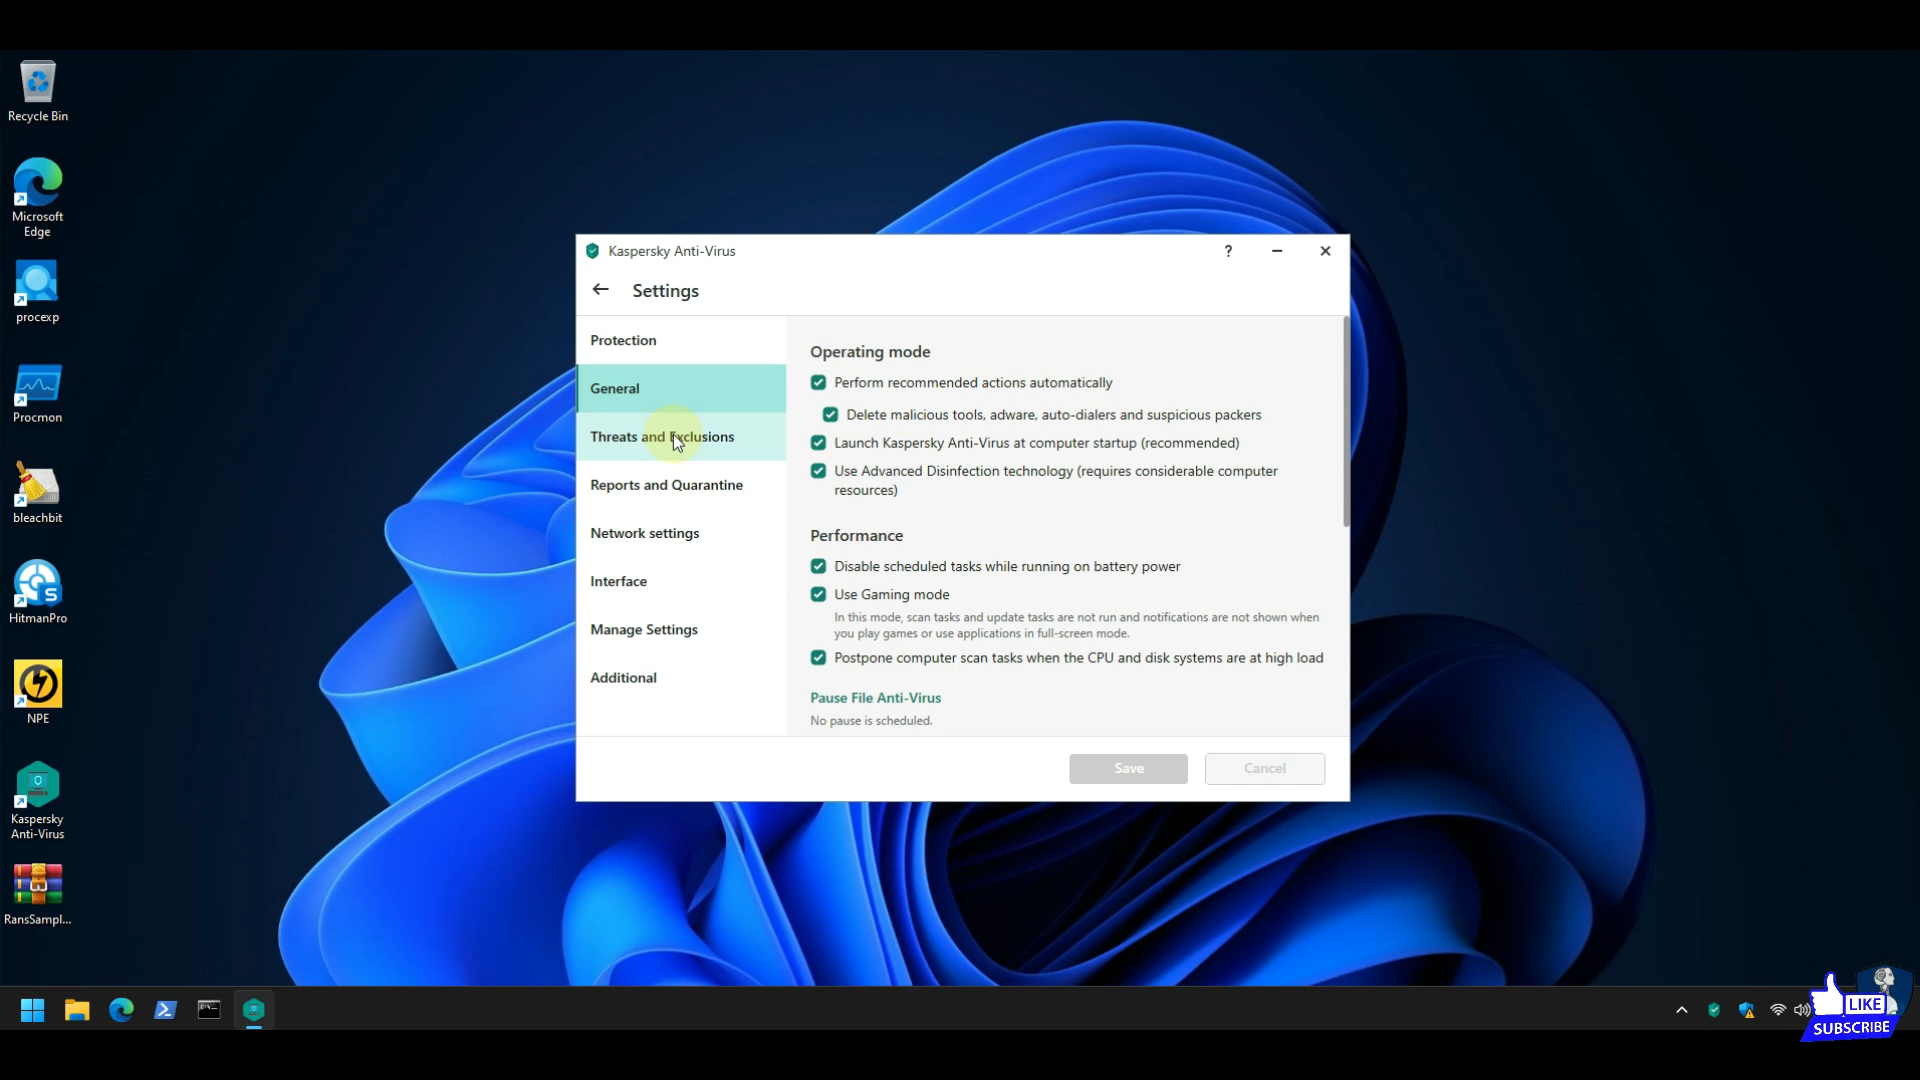 Recycle Bin
Microsoft
Edge
procexp
Procmon
bleachbit
HitmanPro
NPE
Kaspersky
Anti-Virus
RansSampl...
Kaspersky Anti-Virus
?
Settings
Protection
General
Threats and Exclusions
Reports and Quarantine
Network settings
Interface
Manage Settings
Additional
Operating mode
Perform recommended actions automatically
Delete malicious tools, adware, auto-dialers and suspicious packers
Launch Kaspersky Anti-Virus at computer startup (recommended)
Use Advanced Disinfection technology (requires considerable computer
resources)
Performance
Disable scheduled tasks while running on battery power
Use Gaming mode
In this mode, scan tasks and update tasks are not run and notifications are not shown when
you play games or use applications in full-screen mode.
Postpone computer scan tasks when the CPU and disk systems are at high load
Pause File Anti-Virus
No pause is scheduled.
Save
Cancel
LIKE
SUBSCRIBE